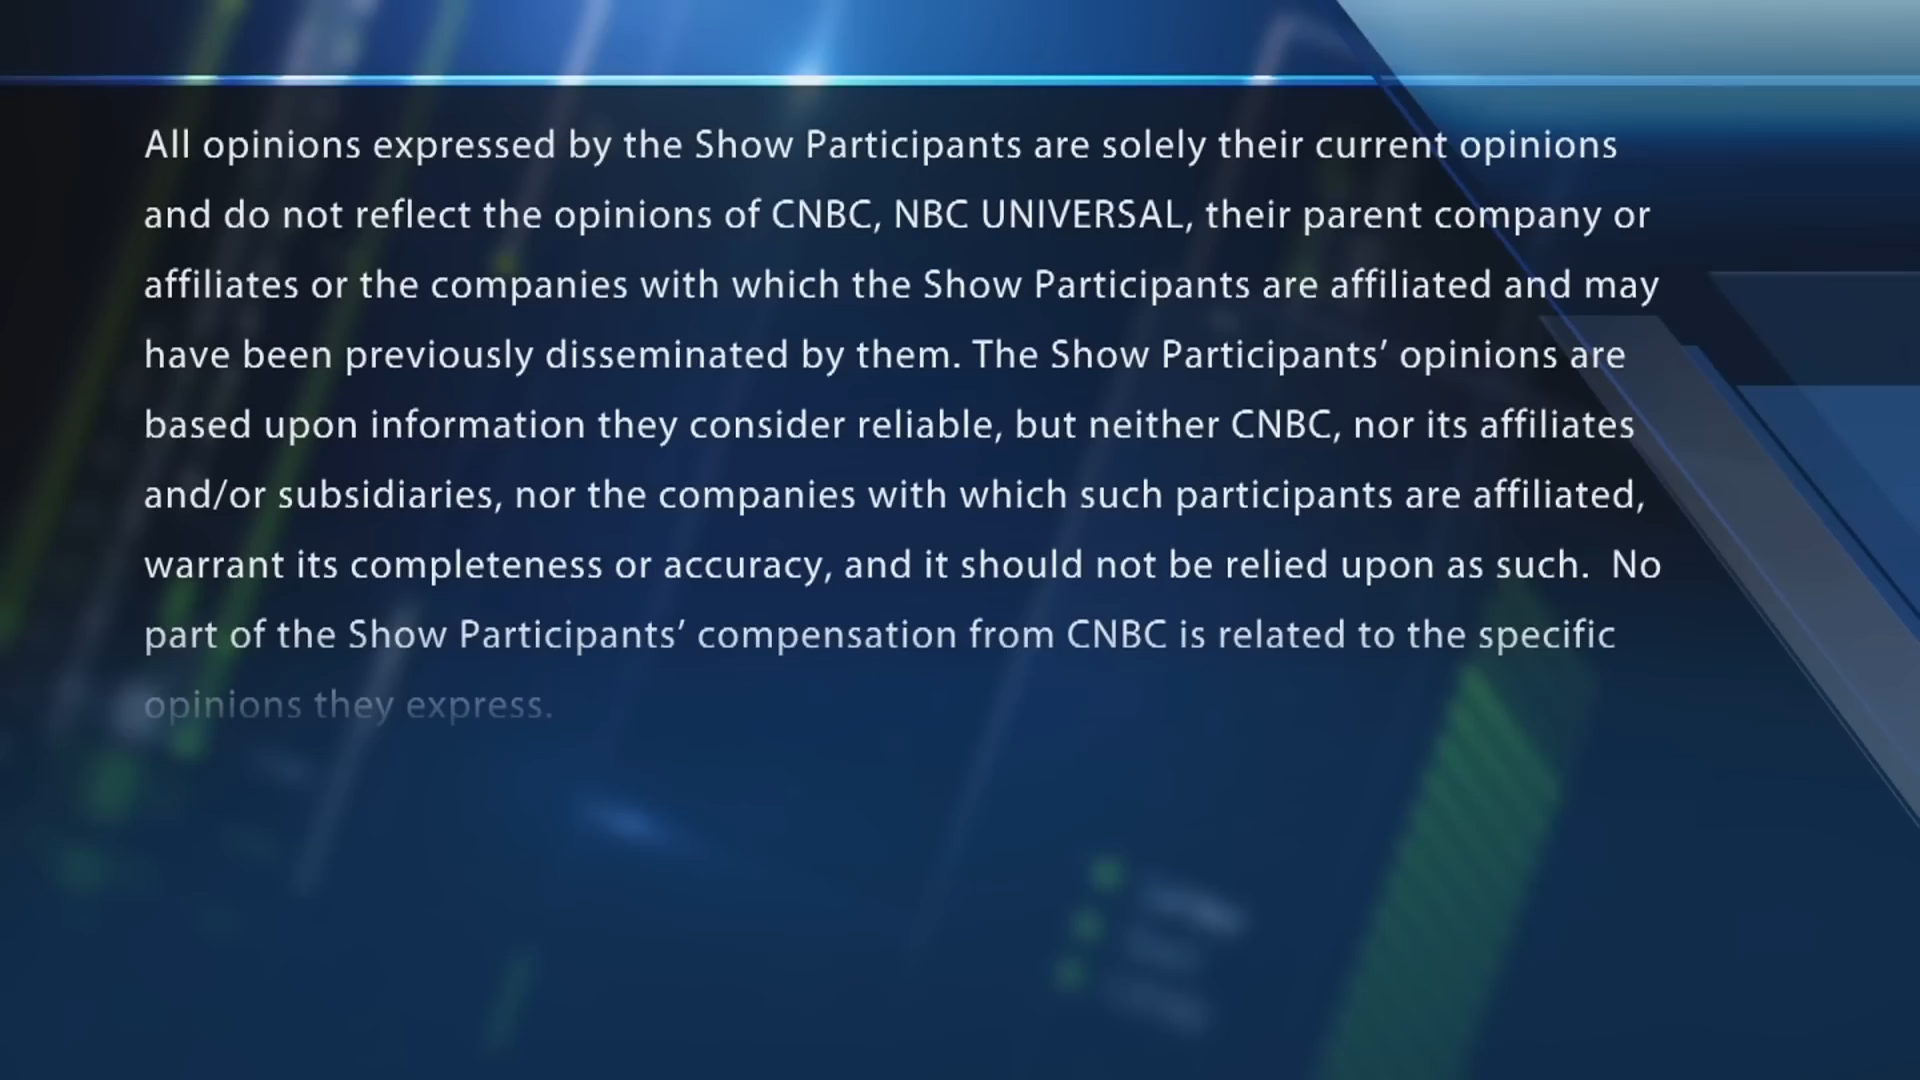 All opinions expressed by the Show Participants are solely their current opinions
and do not reflect the opinions of CNBC, NBC UNIVERSAL, their parent company or
affiliates or the companies with which the Show Participants are affiliated and may
have been previously disseminated by them. The Show Participants’ opinions are
based upon information they consider reliable, but neither CNBC, nor its affiliates
and/or subsidiaries, nor the companies with which such participants are affiliated,
warrant its completeness or accuracy, and it should not be relied upon as such.  No
part of the Show Participants’ compensation from CNBC is related to the specific
opinions they express.